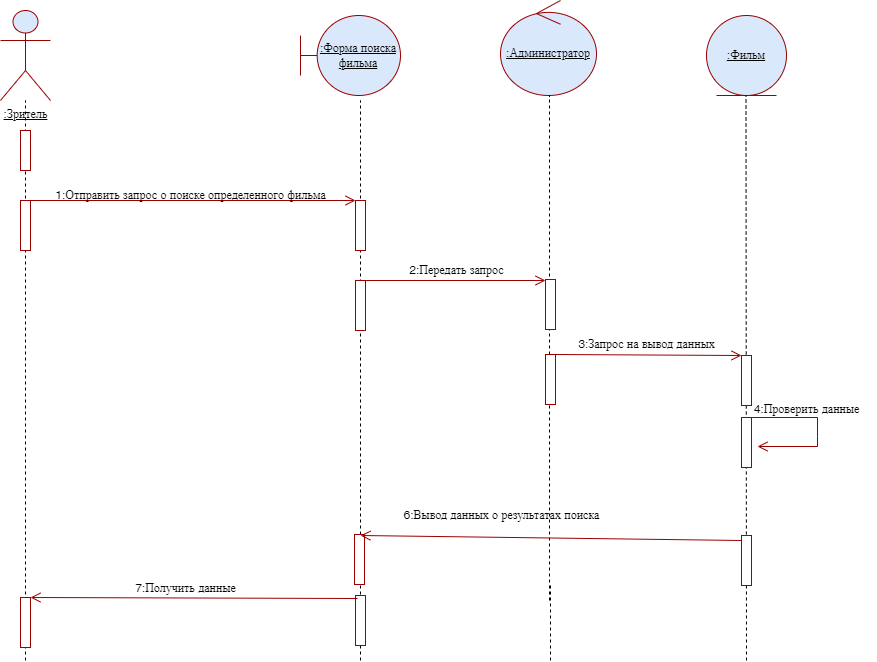 :Форма поиска
фильма
:Администратор
:Фильм
:Зритель
1:Отправить запрос о поиске определенного фильма
2:Передать запрос
3:Запрос на вывод данных
4:Проверить данные
6:Вывод данных о результатах поиска
7:Получить данные